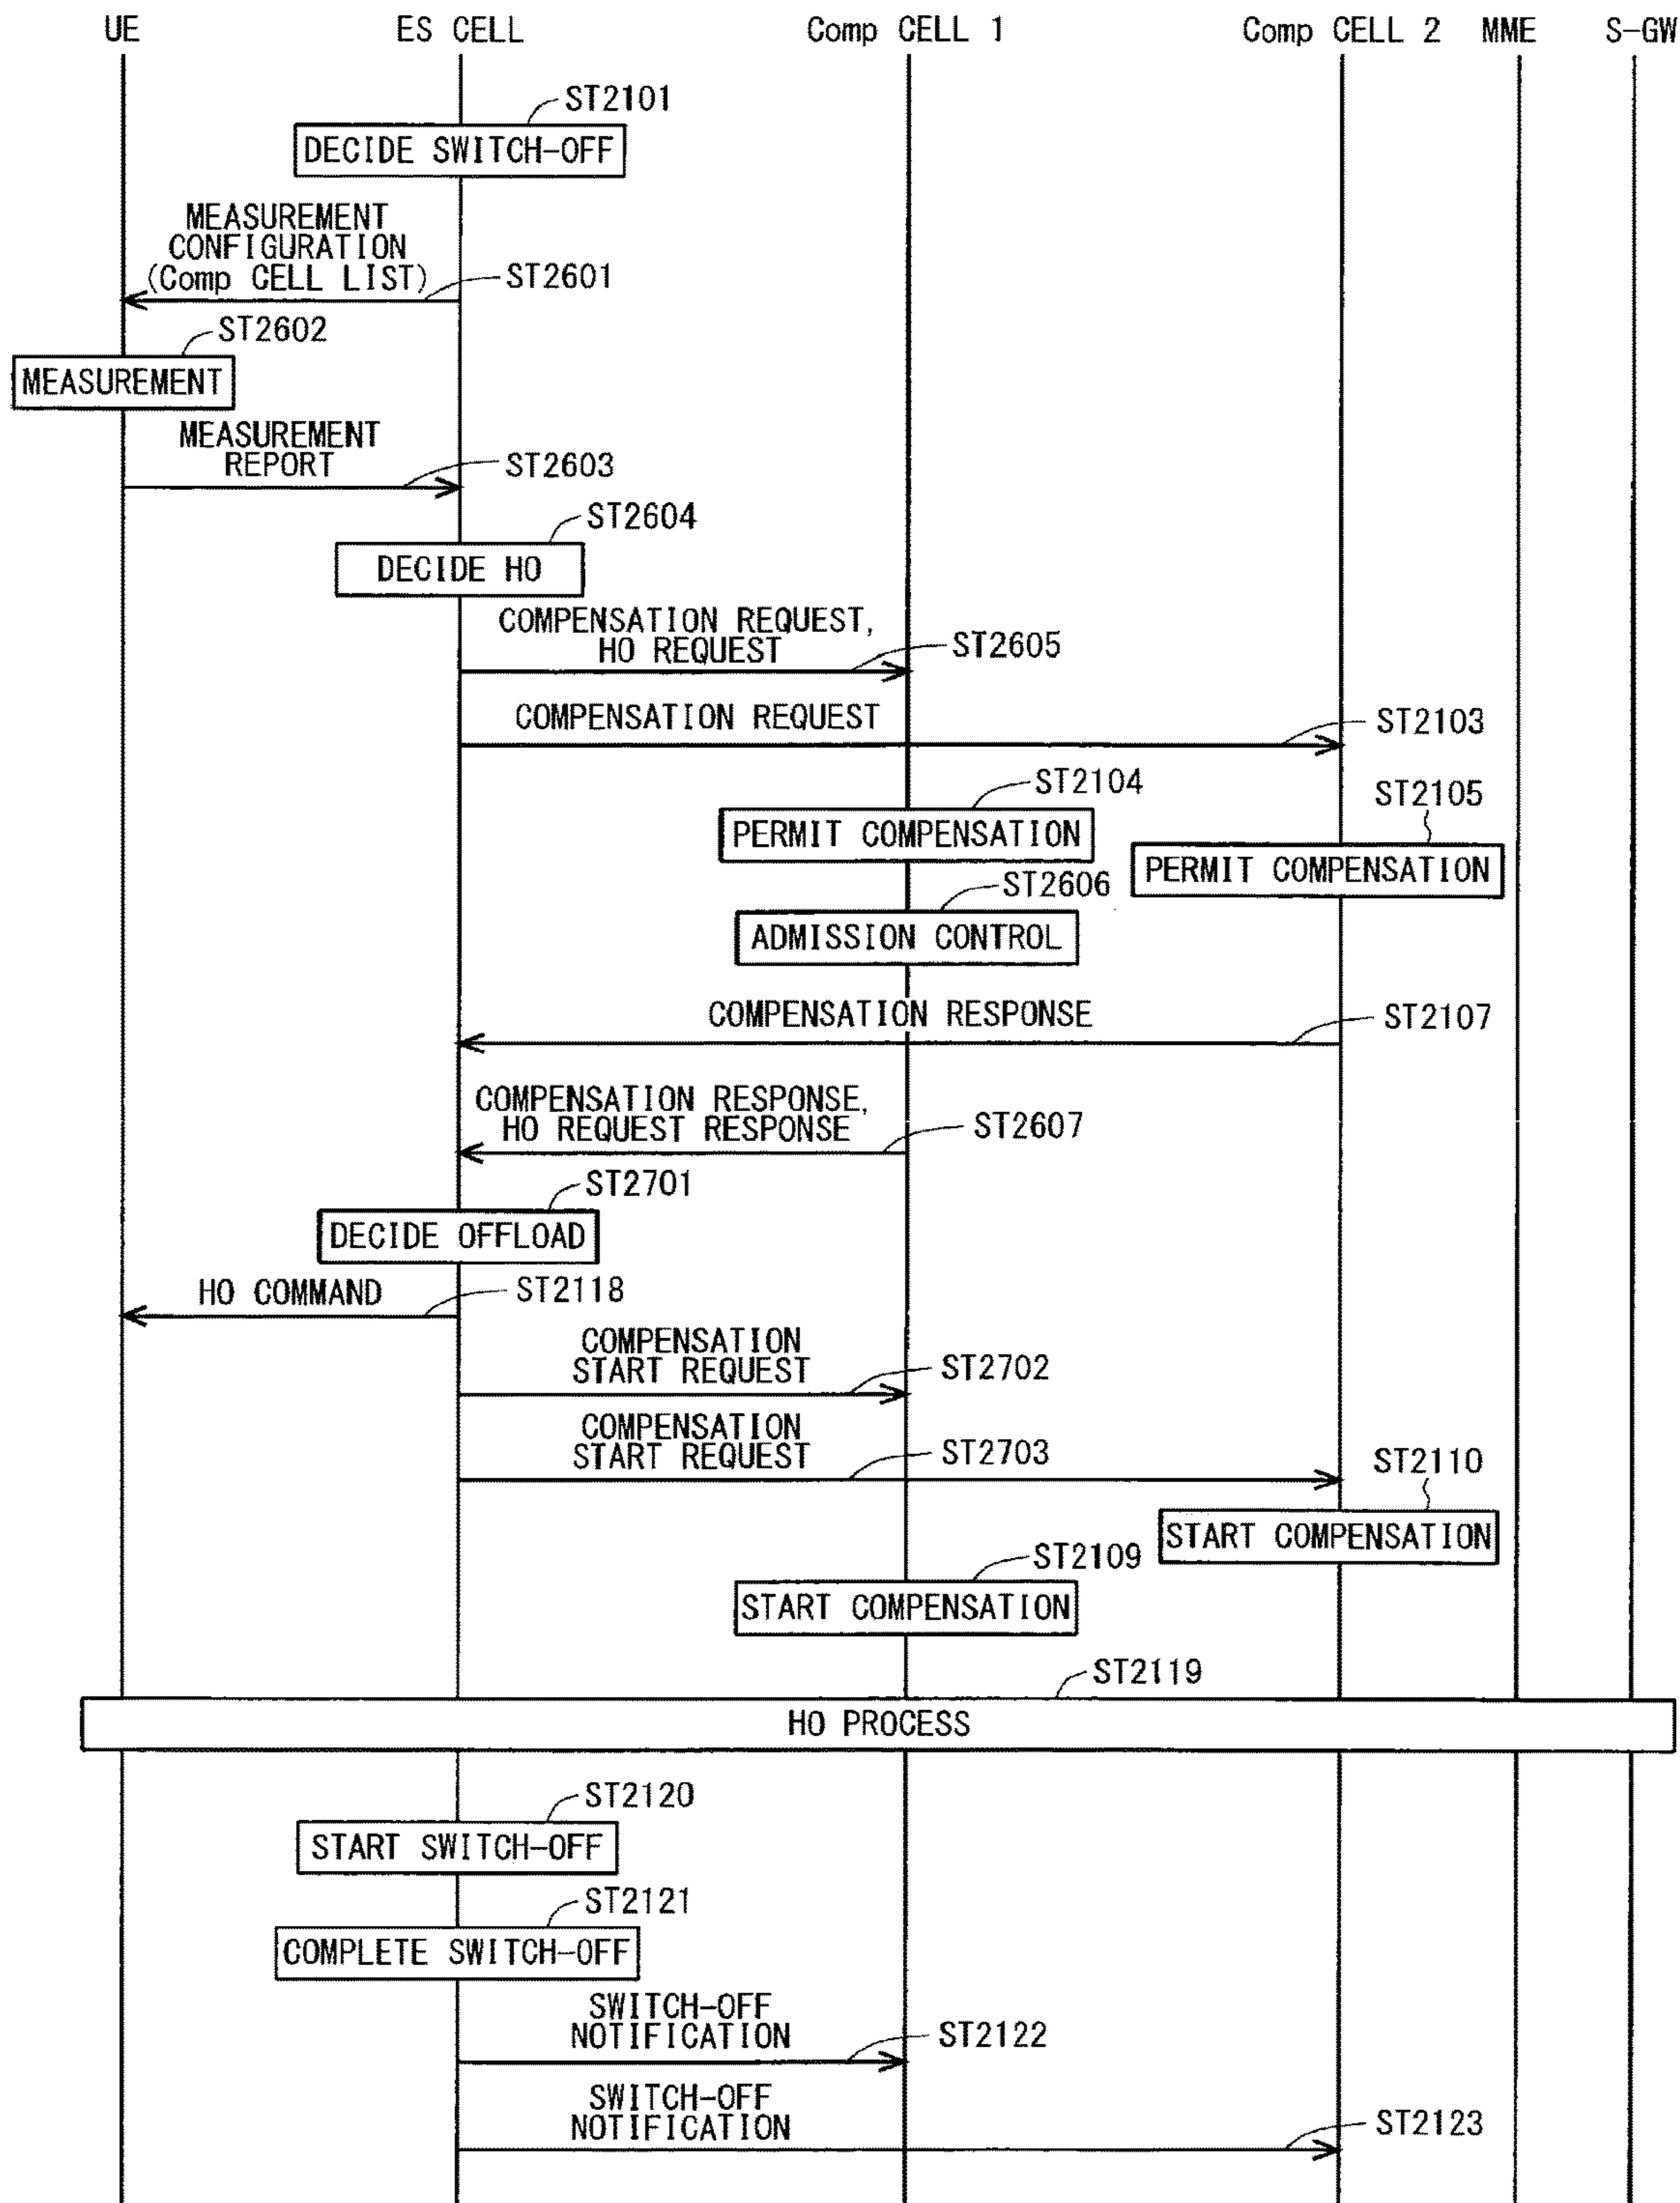 UE
ES CELL
Comp CELL 1
Comp CELL 2
MME
S-GW
ST2101
DECIDE SWITCH-OFF
MEASUREMENT
CONFIGURATION
(Comp CELL LIST)
ST2601
ST2602
MEASUREMENT
MEASUREMENT
REPORT
ST2603
ST2604
DECIDE HO
COMPENSATION REQUEST,
HO REQUEST
ST2605
COMPENSATION REQUEST
ST2103
ST2104
PERMIT COMPENSATION
ST2105
PERMIT COMPENSATION
ST2606
ADMISSION CONTROL
COMPENSATION RESPONSE
ST2107
COMPENSATION RESPONSE,
HO REQUEST RESPONSE
ST2607
ST2701
DECIDE OFFLOAD
HO COMMAND
ST2118
COMPENSATION
START REQUEST
ST2702
COMPENSATION
START REQUEST
ST2703
ST2110
START COMPENSATION
ST2109
START COMPENSATION
ST2119
HO PROCESS
ST2120
START SWITCH-OFF
ST2121
COMPLETE SWITCH-OFF
SWITCH-OFF
NOTIFICATION
ST2122
SWITCH-OFF
NOTIFICATION
ST2123